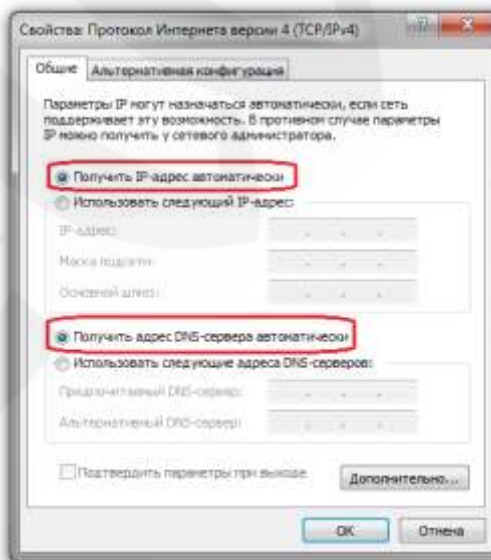 Свойства: Протокол Интернета версии 4 (TCP/IPv4)
Общие
Альтернативная конфигурация
Параметры IP могут назначаться автоматически, если сеть
поддерживает эту возможность. В противном случае параметры
IP можно получить у сетевого администратора.
Получить IP-адрес автоматически
Использовать следующий IP-адрес:
IP-адрес:
Маска подсети:
Основной шлюз:
Получить адрес DNS-сервера автоматически
Использовать следующие адреса DNS-серверов:
Предпочитаемый DNS-сервер:
Альтернативный DNS-сервер:
Подтвердить параметры при выходе
Дополнительно...
OK
Отмена